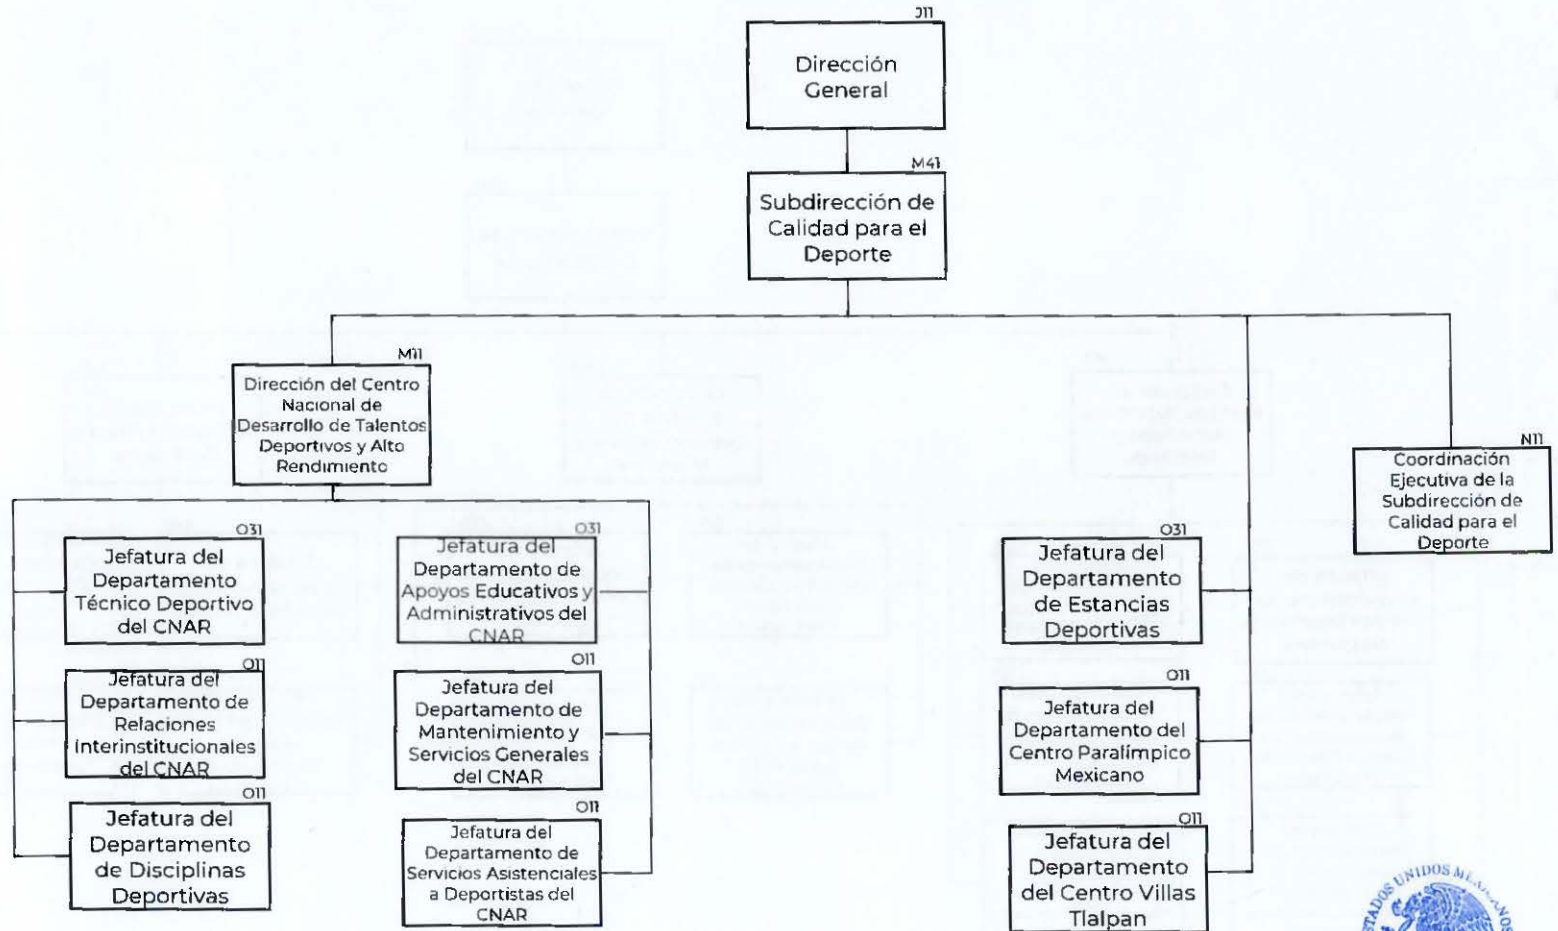 J11
Dirección
General
M41
Subdirección de
Calidad para el
Deporte
M11
Dirección del Centro
Nacional de
Desarrollo de Talentos
Deportivos y Alto
Rendimiento
N11
Coordinación
Ejecutiva de la
Subdirección de
Calidad para el
Deporte
O31
Jefatura del
Departamento
Técnico Deportivo
del CNAR
O11
Jefatura del
Departamento de
Relaciones
Interinstitucionales
del CNAR
O11
Jefatura del
Departamento
de Disciplinas
Deportivas
O31
Jefatura del
Departamento de
Apoyos Educativos y
Administrativos del
CNAR
O11
Jefatura del
Departamento de
Mantenimiento y
Servicios Generales
del CNAR
O11
Jefatura del
Departamento de
Servicios Asistenciales
a Deportistas del
CNAR
O31
Jefatura del
Departamento
de Estancias
Deportivas
O11
Jefatura del
Departamento del
Centro Paralímpico
Mexicano
O11
Jefatura del
Departamento
del Centro Villas
Tlalpan
UNIDOS